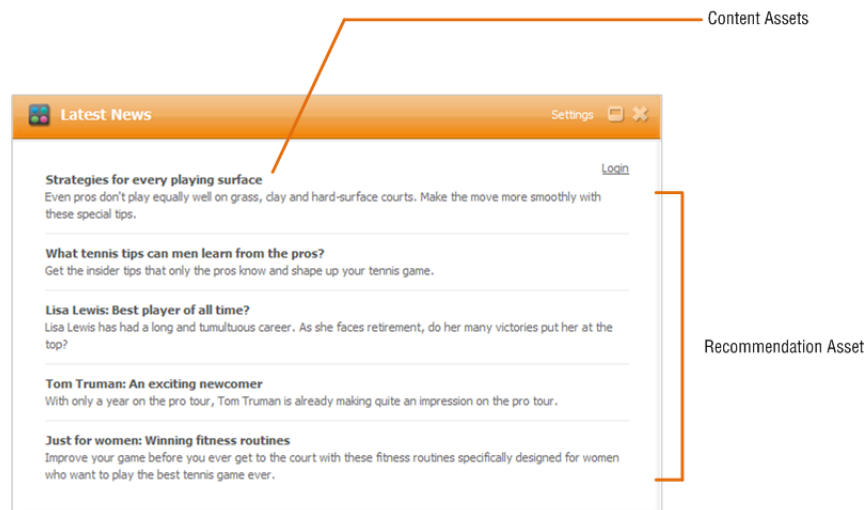 Content Assets
Latest News
Settings
Login
Strategies for every playing surface
Even pros don't play equally well on grass, clay and hard-surface courts. Make the move more smoothly with
these special tips.
What tennis tips can men learn from the pros?
Get the insider tips that only the pros know and shape up your tennis game.
Lisa Lewis: Best player of all time?
Lisa Lewis has had a long and tumultuous career. As she faces retirement, do her many victories put her at the
top?
Recommendation Asset
Tom Truman: An exciting newcomer
With only a year on the pro tour, Tom Truman is already making quite an impression on the pro tour.
Just for women: Winning fitness routines
Improve your game before you ever get to the court with these fitness routines specifically designed for women
who want to play the best tennis game ever.